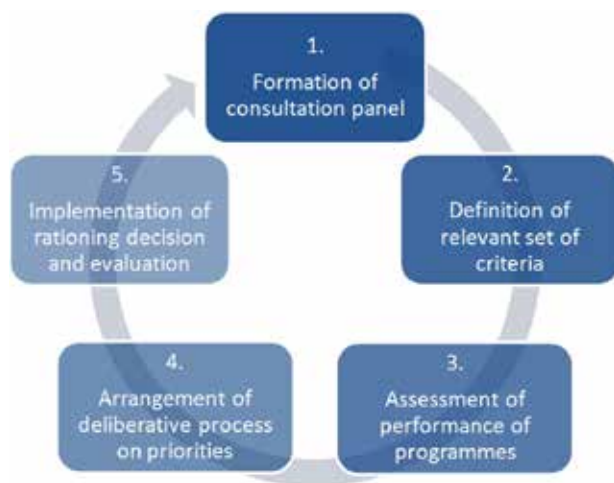 1.
Formation of
consultation panel
2.
Definition of
relevant set of
criteria
3.
Assessment of
performance of
programmes
4.
Arrangement of
deliberative process
on priorities
5.
Implementation of
rationing decision
and evaluation